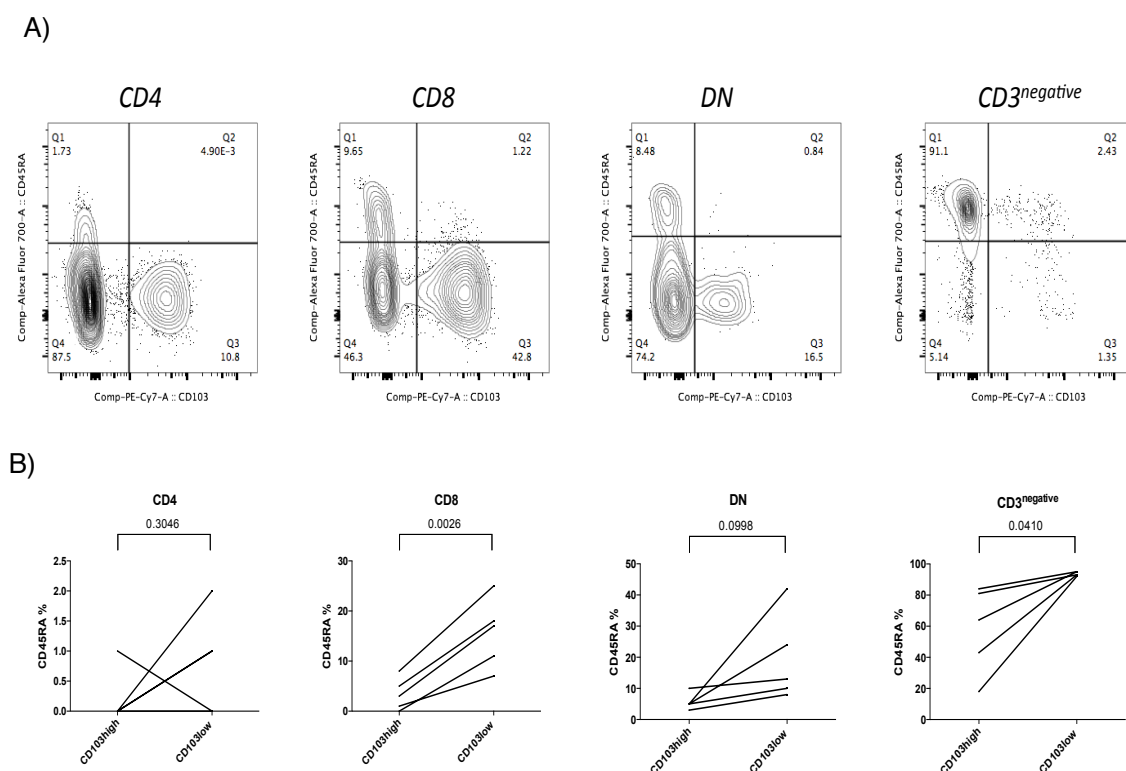 A)
CD4
CD8
DN
CD3negative
Q1
1.73
Q2
4.90E-3
Q4
87.5
Q3
10.8
Comp-Alexa Fluor 700-A :: CD45RA
Comp-PE-Cy7-A :: CD103
Q1
9.65
Q2
1.22
Q4
46.3
Q3
42.8
Comp-Alexa Fluor 700-A :: CD45RA
Comp-PE-Cy7-A :: CD103
Q1
8.48
Q2
0.84
Q4
74.2
Q3
16.5
Comp-Alexa Fluor 700-A :: CD45RA
Comp-PE-Cy7-A :: CD103
Q1
91.1
Q2
2.43
Q4
5.14
Q3
1.35
Comp-Alexa Fluor 700-A :: CD45RA
Comp-PE-Cy7-A :: CD103
B)
CD4
0.3046
2.5
2.0
1.5
1.0
0.5
0.0
CD45RA %
CD103high
CD103low
CD8
0.0026
30
20
10
0
CD45RA %
CD103high
CD103low
DN
0.0998
50
40
30
20
10
0
CD45RA %
CD103high
CD103low
CD3negative
0.0410
100
80
60
40
20
0
CD45RA %
CD103high
CD103low